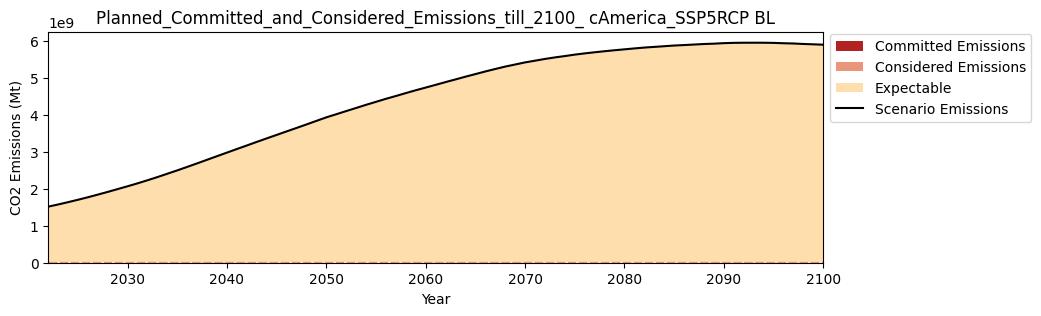 Planned_Committed_and_Considered_Emissions_till_2100_ cAmerica_SSP5RCP BL
1e9
6
5
4
3
2
1
0
CO2 Emissions (Mt)
2030 2040 2050 2060 2070 2080 2090 2100
Year
Committed Emissions
Considered Emissions
Expectable
Scenario Emissions